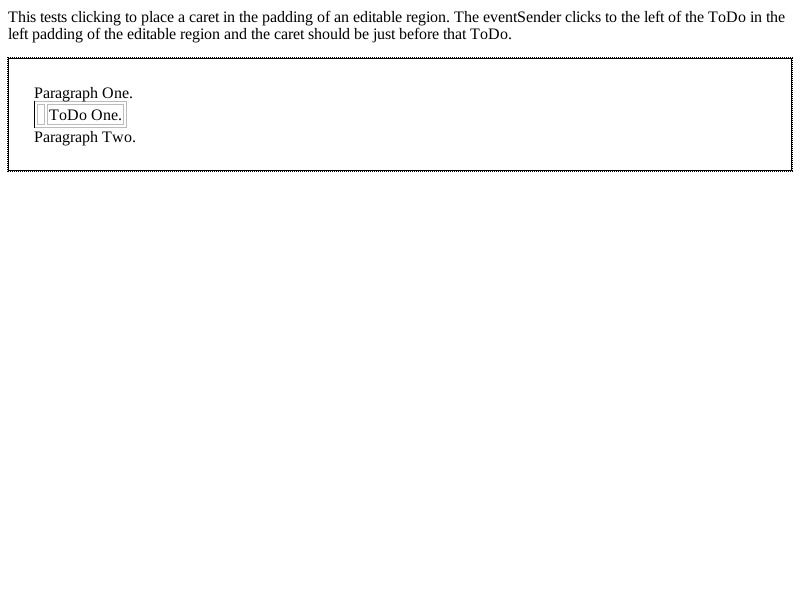 This tests clicking to place a caret in the padding of an editable region. The eventSender clicks to the left of the ToDo in the
left padding of the editable region and the caret should be just before that ToDo.
Paragraph One.
ToDo One.
Paragraph Two.